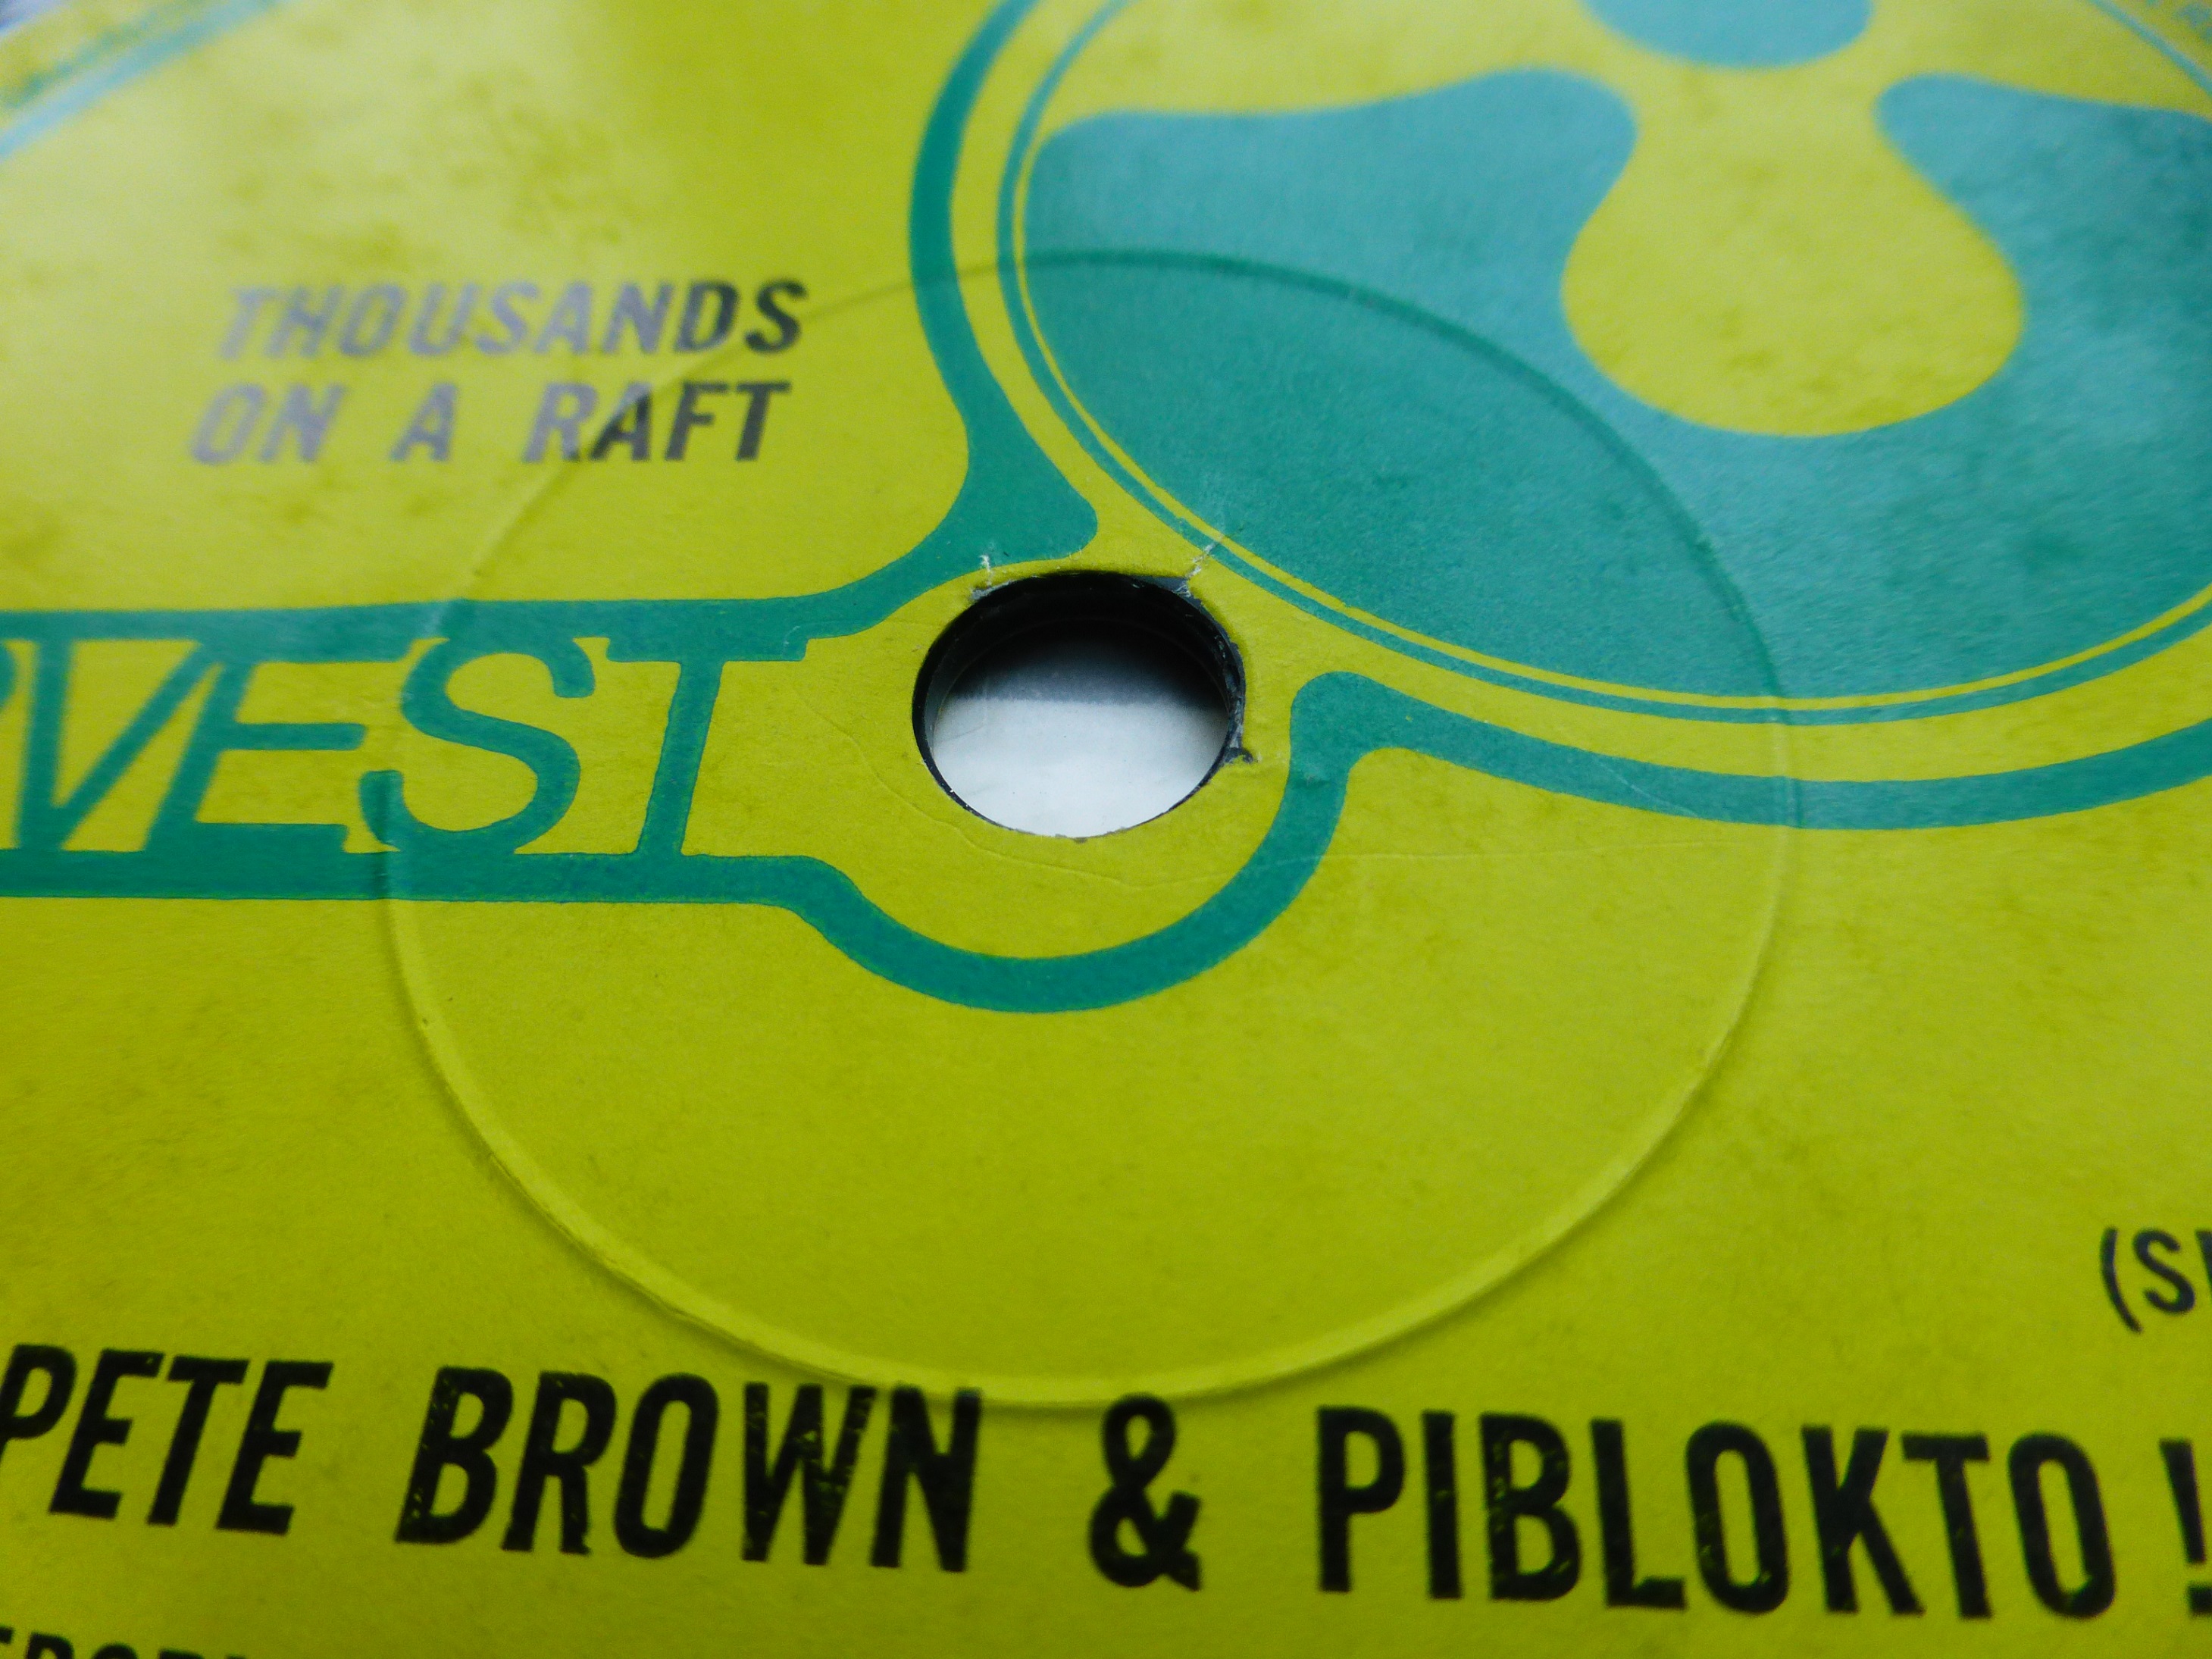 THOUSANDS
ON A RAFT
VEST
(S
PETE BROWN & PIBLOKTO!